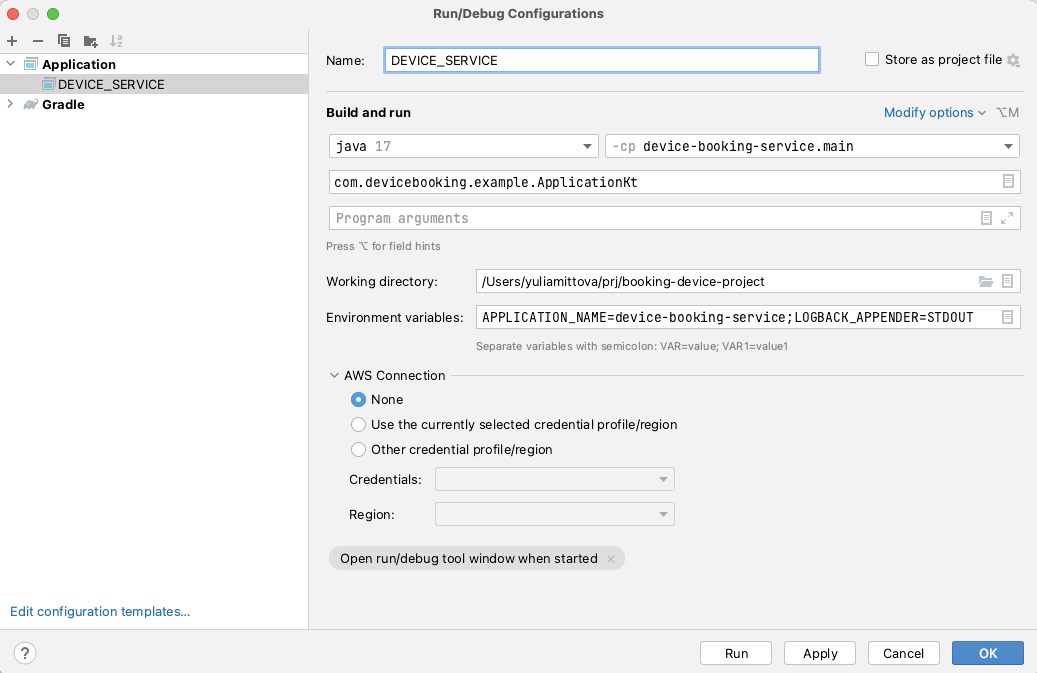 Run/Debug Configurations
Application
DEVICE_SERVICE
Gradle
Edit configuration templates...
Name: DEVICE_SERVICE Store as project file
Build and run Modify options ⌥M
java 17 -cp device-booking-service.main
com.devicebooking.example.ApplicationKt
Program arguments
Press ⌥ for field hints
Working directory: /Users/yuliamittova/prj/booking-device-project
Environment variables: APPLICATION_NAME=device-booking-service;LOGBACK_APPENDER=STDOUT
Separate variables with semicolon: VAR=value; VAR1=value1
AWS Connection
None
Use the currently selected credential profile/region
Other credential profile/region
Credentials:
Region:
Open run/debug tool window when started ×
? Run Apply Cancel OK